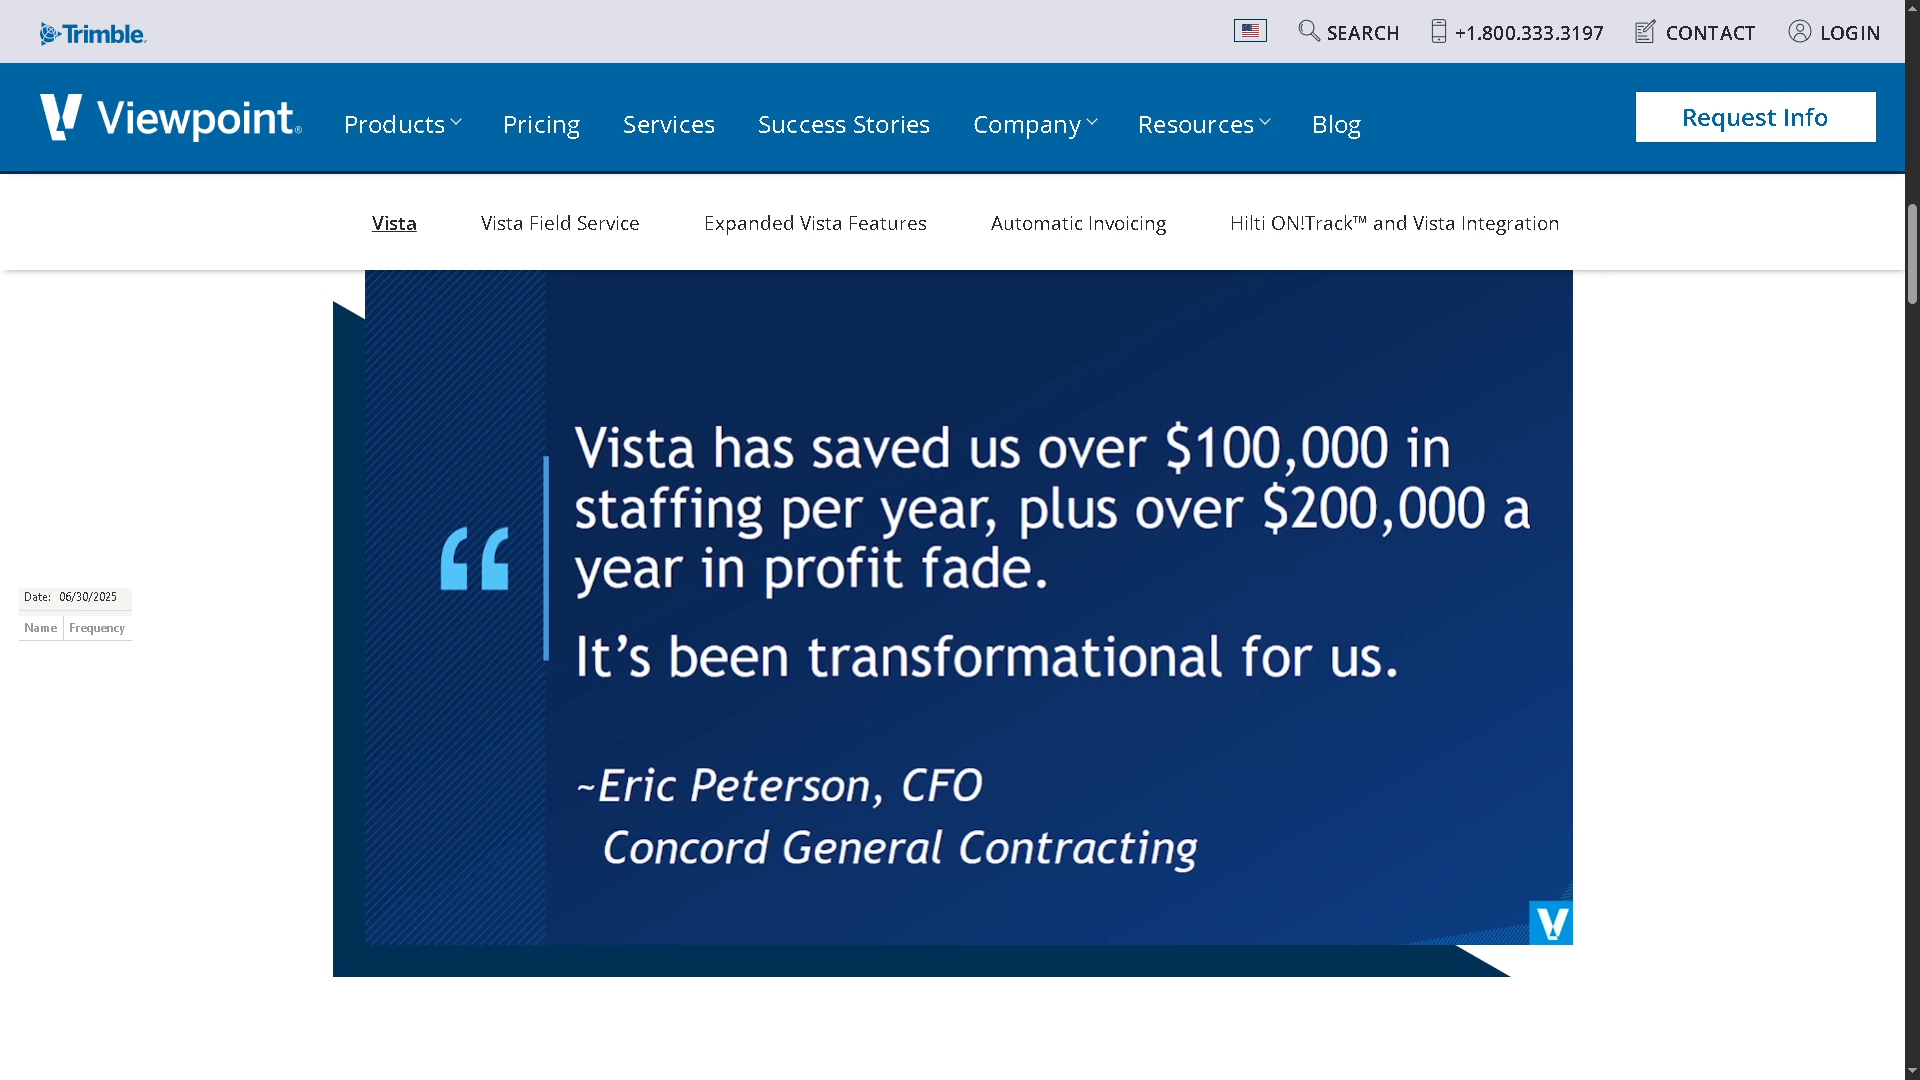 Trimble.
SEARCH
+1.800.333.3197
CONTACT
LOGIN
Viewpoint®
Products
Pricing
Services
Success Stories
Company
Resources
Blog
Request Info
Vista
Vista Field Service
Expanded Vista Features
Automatic Invoicing
Hilti ON!Track™ and Vista Integration
“
Vista has saved us over $100,000 in
staffing per year, plus over $200,000 a
year in profit fade.
It’s been transformational for us.
~Eric Peterson, CFO
Concord General Contracting
Date: 06/30/2025
Name Frequency